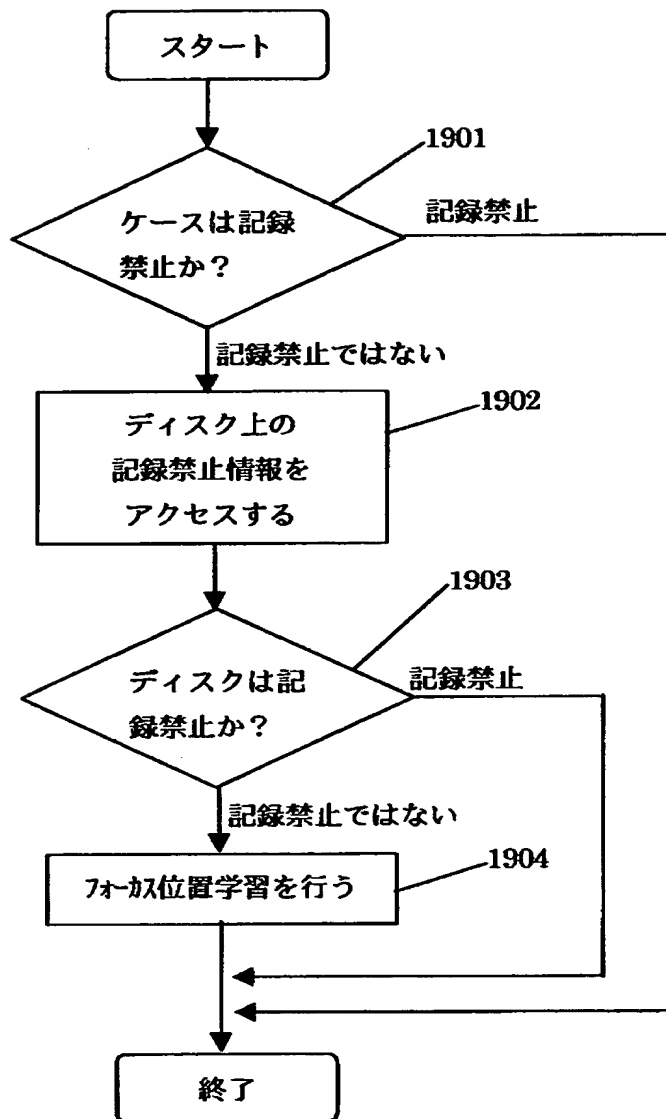 スタート
1901
ケースは記録
禁止か？
記録禁止
記録禁止ではない
1902
ディスク上の
記録禁止情報を
アクセスする
1903
ディスクは記
録禁止か？
記録禁止
記録禁止ではない
1904
ﾌｫｰｶｽ位置学習を行う
終了